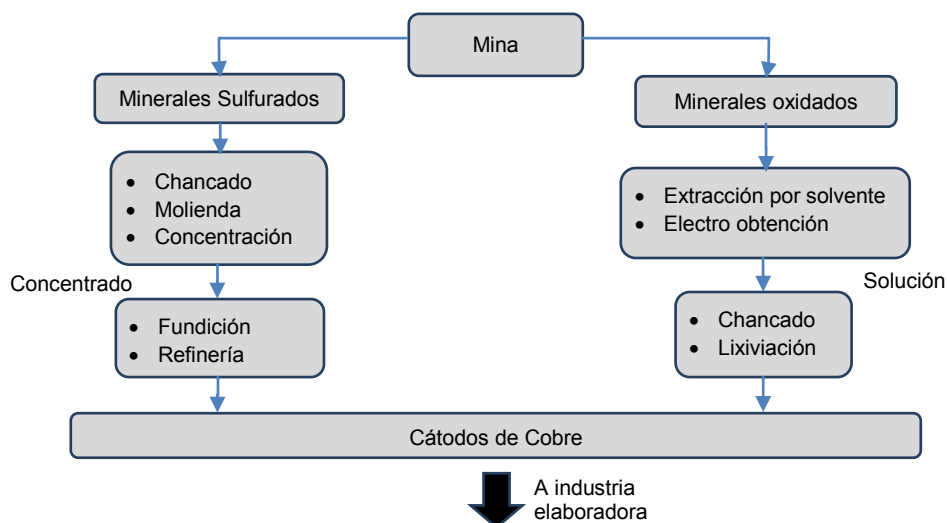 Mina
Minerales Sulfurados
Minerales oxidados
• Chancado
• Molienda
• Concentración
• Extracción por solvente
• Electro obtención
Concentrado
Solución
• Fundición
• Refinería
• Chancado
• Lixiviación
Cátodos de Cobre
A industria
elaboradora